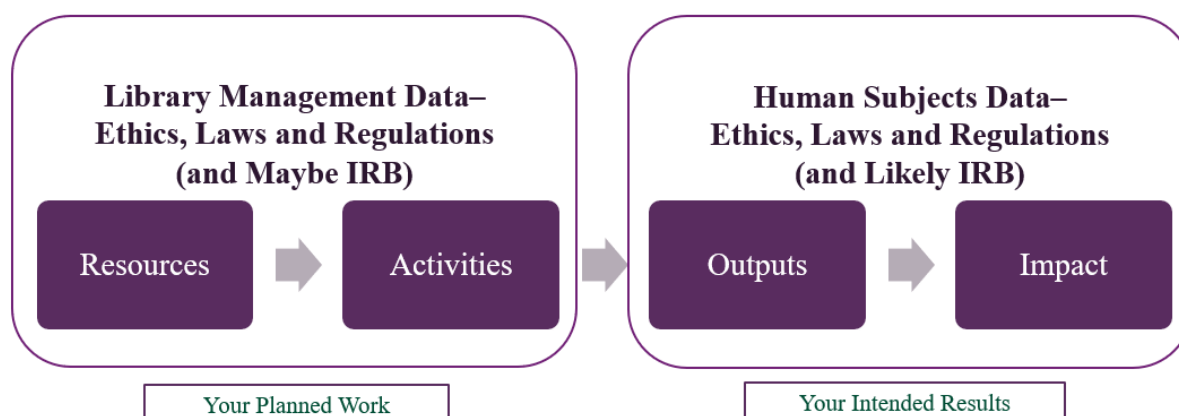 Library Management Data–
Ethics, Laws and Regulations
(and Maybe IRB)
Resources
Activities
Your Planned Work
Human Subjects Data–
Ethics, Laws and Regulations
(and Likely IRB)
Outputs
Impact
Your Intended Results